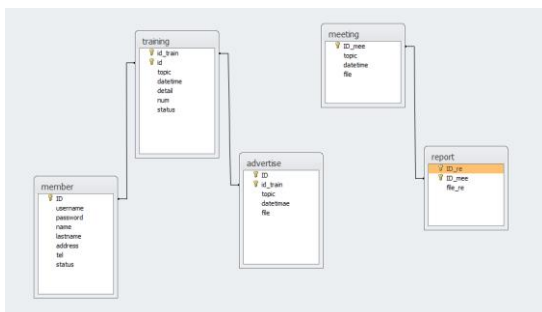 training
id_train
id
topic
datetime
detail
num
status
meeting
ID_mee
topic
datetime
file
member
ID
username
password
name
lastname
address
tel
status
advertise
ID
id_train
topic
datetimae
file
report
ID_re
ID_mee
file_re